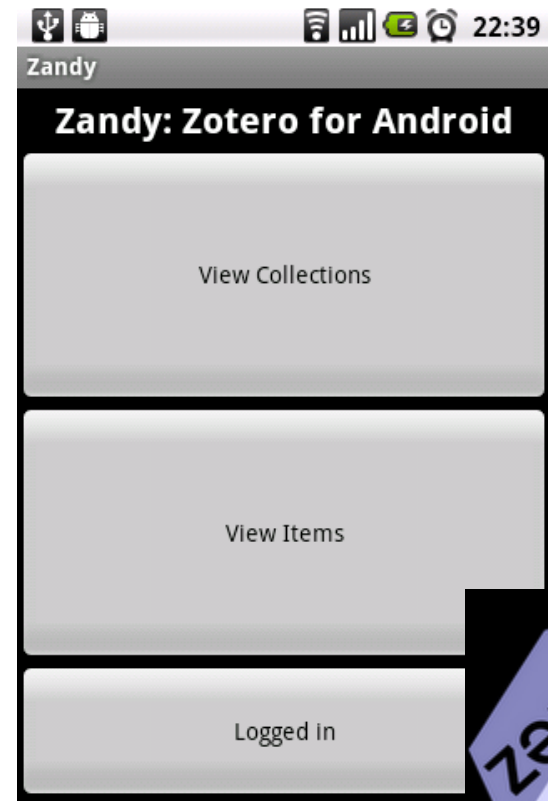 22:39
Zandy
Zandy: Zotero for Android
View Collections
View Items
Logged in